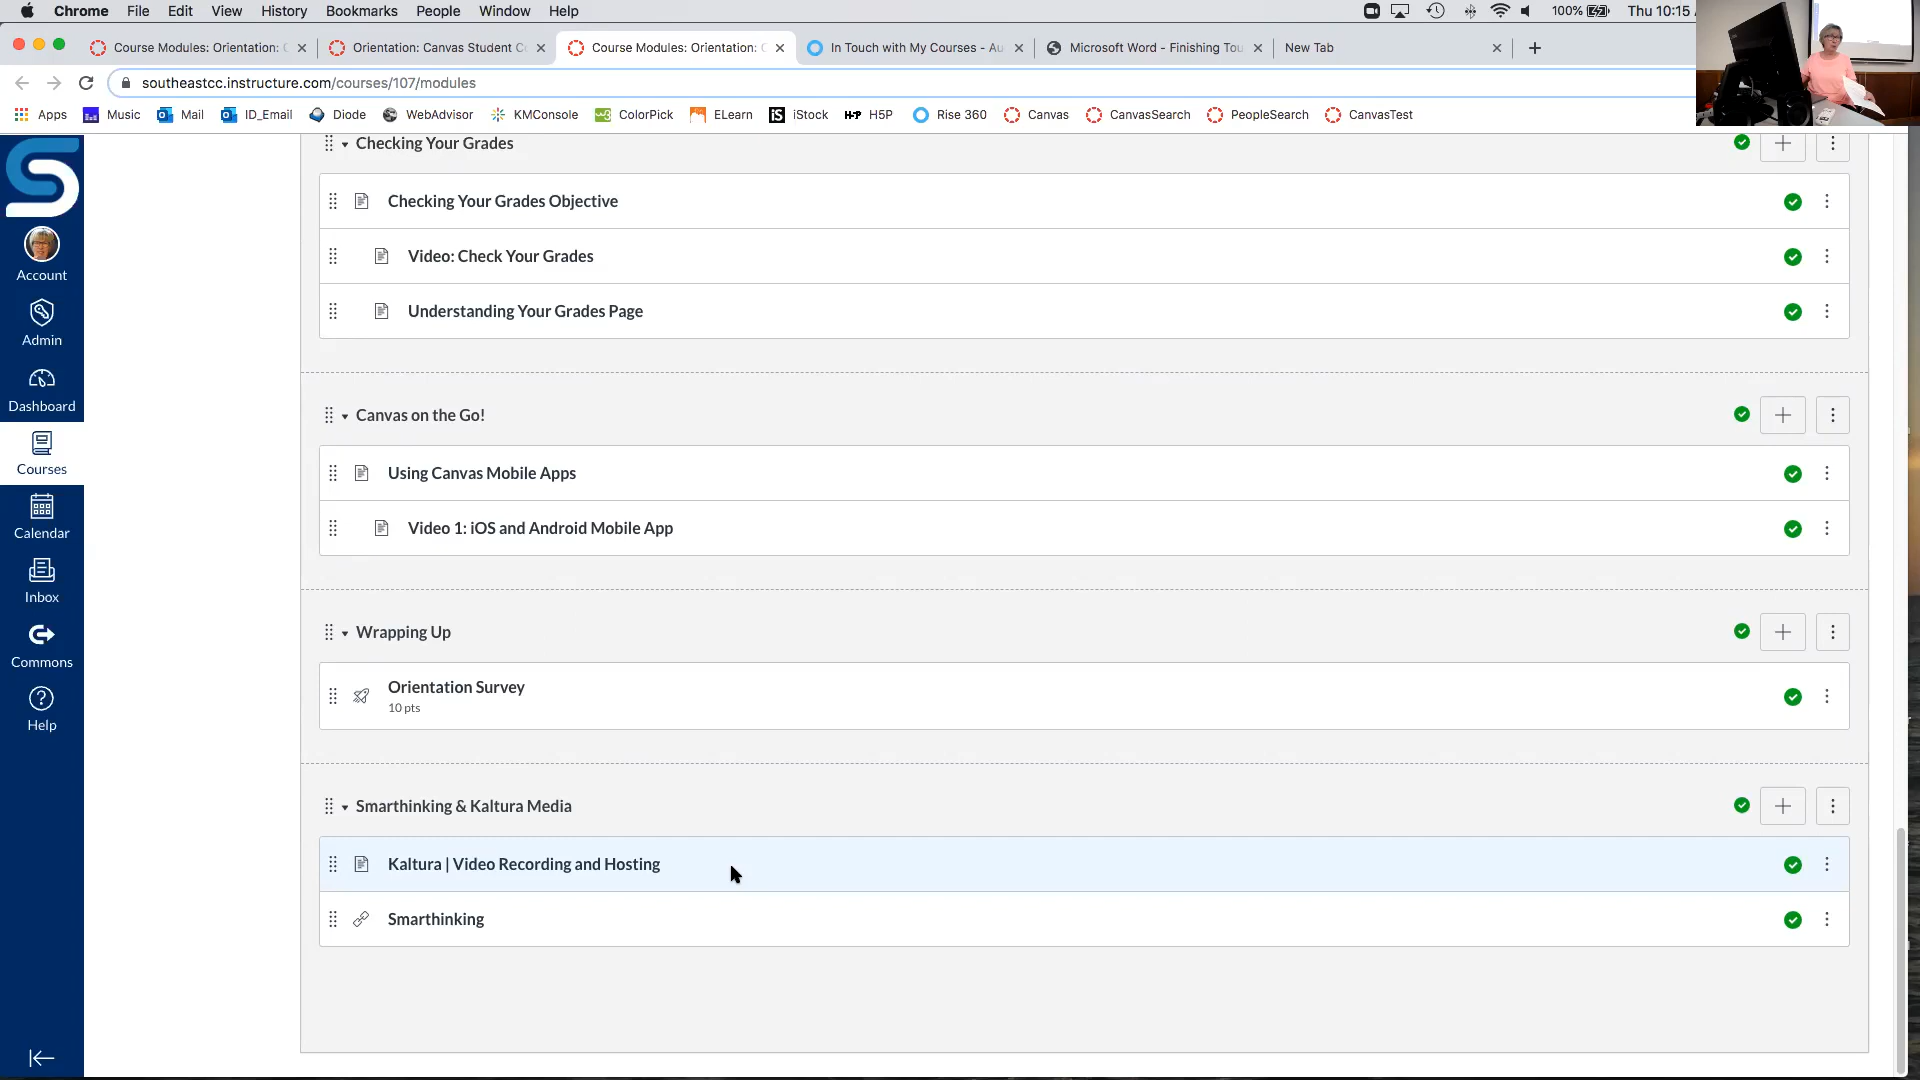 Chrome File Edit View History Bookmarks People Window Help 100% Thu 10:15
Course Modules: Orientation: Orientation: Canvas Student Course Modules: Orientation: In Touch with My Courses - Au Microsoft Word - Finishing Tou New Tab
southeastcc.instructure.com/courses/107/modules
Apps Music Mail ID_Email Diode WebAdvisor KMConsole ColorPick ELearn iStock H5P Rise 360 Canvas CanvasSearch PeopleSearch CanvasTest
Checking Your Grades
Checking Your Grades Objective
Video: Check Your Grades
Understanding Your Grades Page
Canvas on the Go!
Using Canvas Mobile Apps
Video 1: iOS and Android Mobile App
Wrapping Up
Orientation Survey
10 pts
Smarthinking & Kaltura Media
Kaltura | Video Recording and Hosting
Smarthinking
Account
Admin
Dashboard
Courses
Calendar
Inbox
Commons
Help